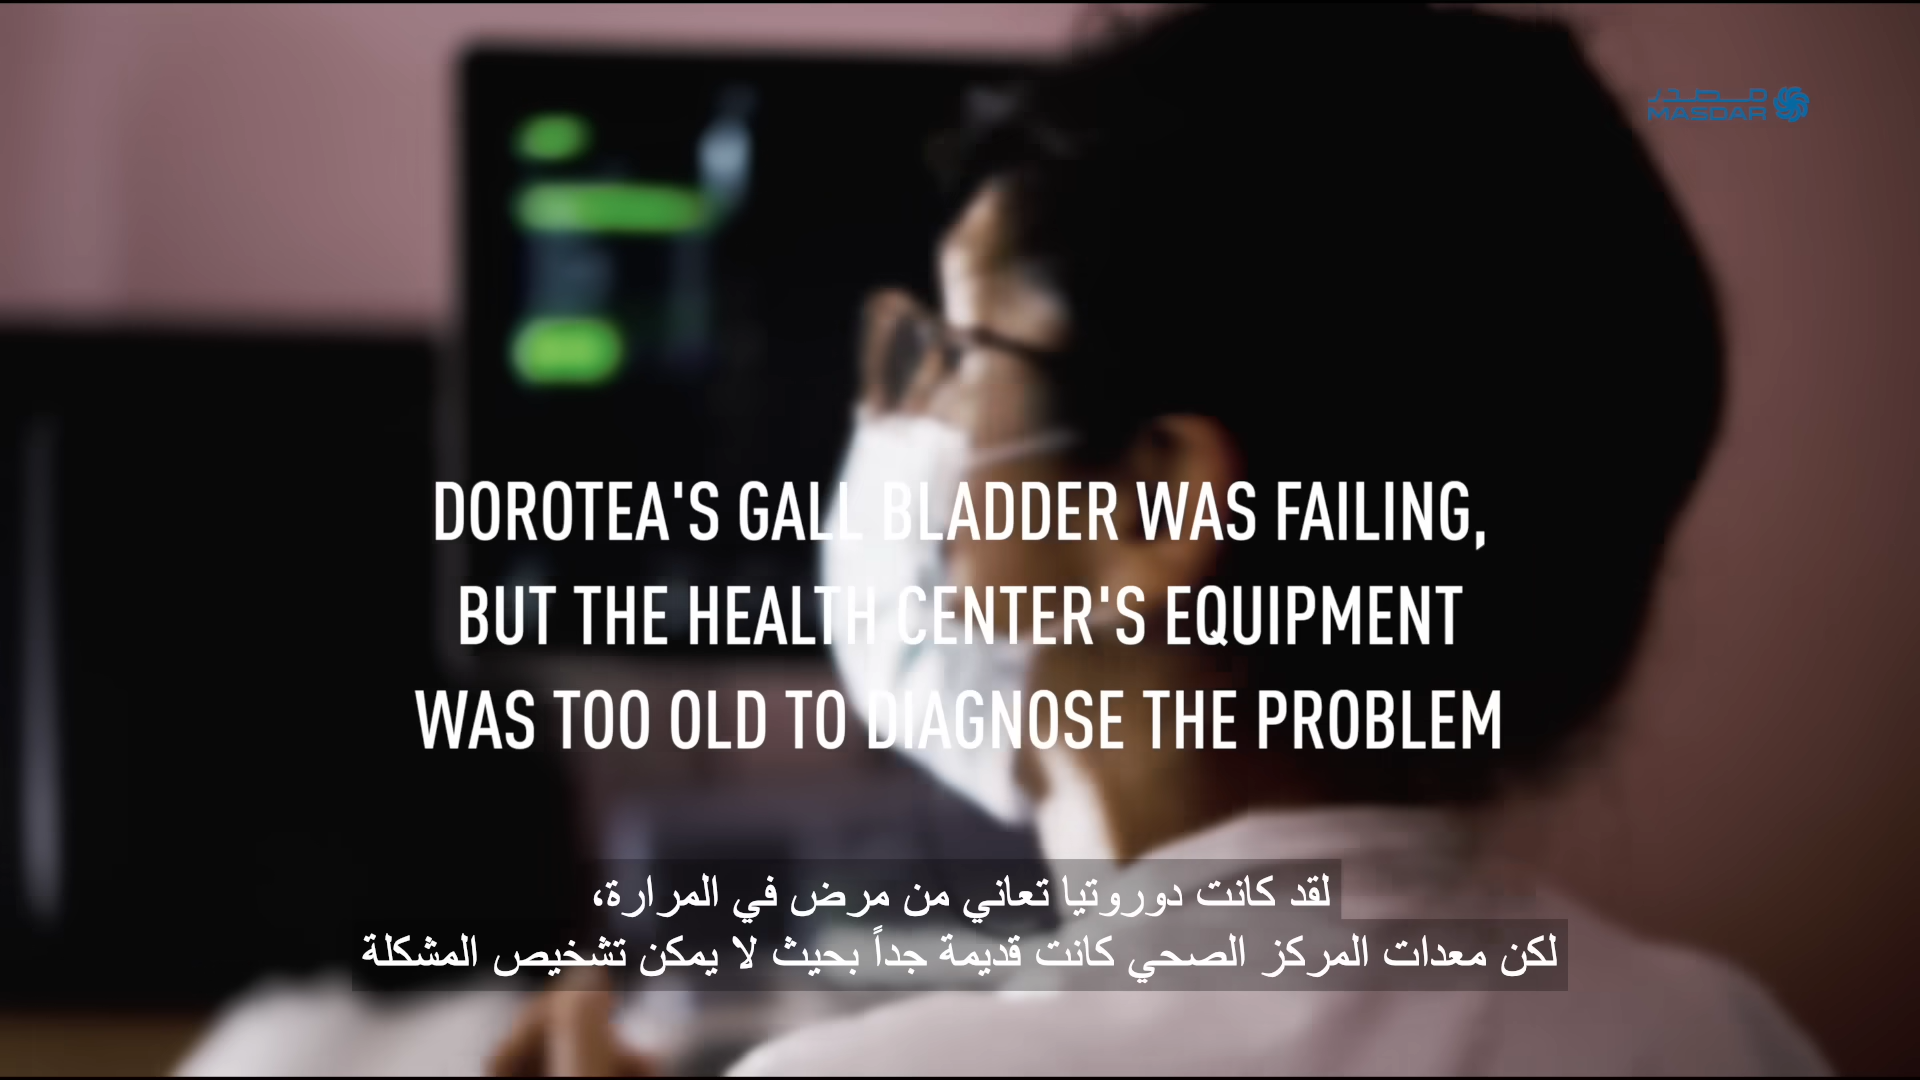 مصدر
MASDAR
DOROTEA'S GALL BLADDER WAS FAILING,
BUT THE HEALTH CENTER'S EQUIPMENT
WAS TOO OLD TO DIAGNOSE THE PROBLEM
لقد كانت دوروتيا تعاني من مرض في المرارة،
لكن معدات المركز الصحي كانت قديمة جداً بحيث لا يمكن تشخيص المشكلة